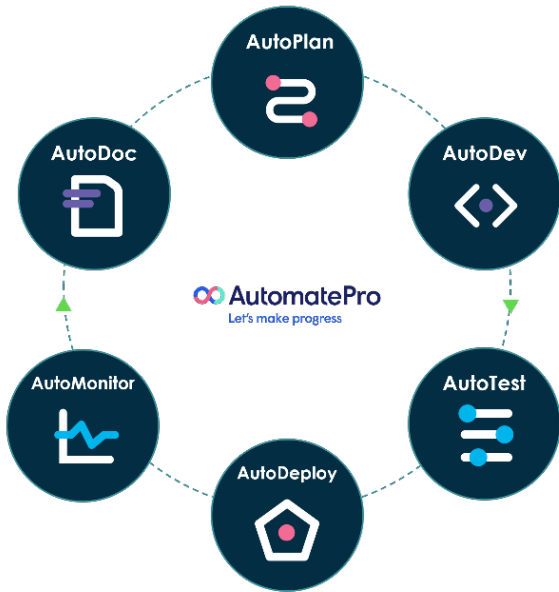 AutoPlan
AutoDoc
AutoDev
AutomatePro
Let's make progress
AutoMonitor
AutoTest
AutoDeploy